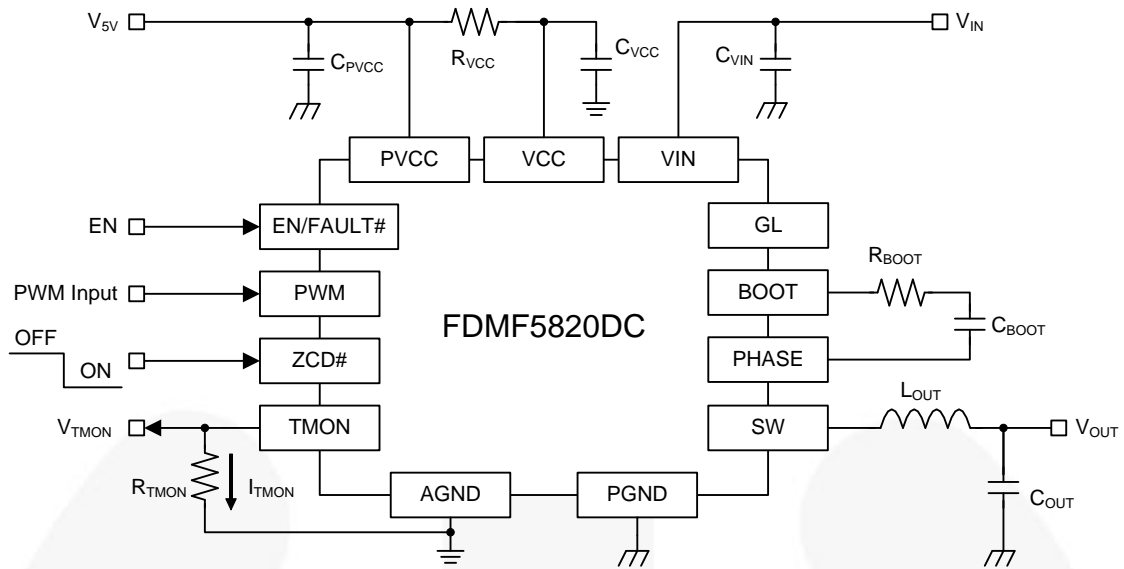 V5V
RVCC
VIN
CPVCC
CVCC
CVIN
PVCC
VCC
VIN
EN
EN/FAULT#
GL
RBOOT
PWM Input
PWM
BOOT
FDMF5820DC
CBOOT
OFF
ON
ZCD#
PHASE
LOUT
VTMON
TMON
SW
VOUT
RTMON
ITMON
AGND
PGND
COUT